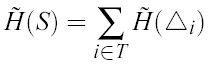 H̃(S) = ∑_{i∈T} H̃(△_i)